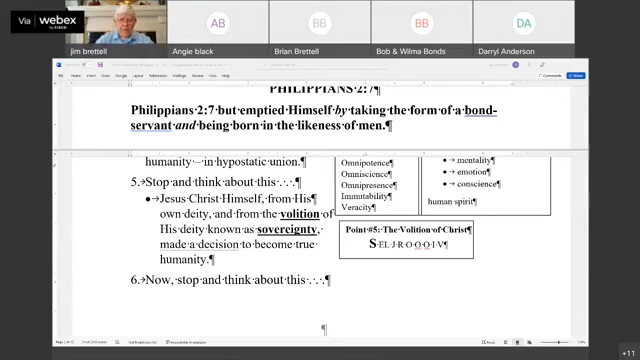 Via webex
by CISCO
AB
BB
BB
DA
jim brettell
Angie black
Brian Brettell
Bob & Wilma Bonds
Darryl Anderson
Comments
Share
PHILIPPIANS 2:7¶
Philippians 2:7 but emptied Himself by taking the form of a bond-
servant and being born in the likeness of men.¶
humanity – in hypostatic union.¶
5.→Stop and think about this . . .¶
●→Jesus Christ Himself, from His
own deity, and from the volition of
His deity known as sovereignty,
made a decision to become true
humanity.¶
6.→Now, stop and think about this . . .¶
Omnipotence¶
Omniscience¶
Omnipresence¶
Immutability¶
Veracity¶
●→ mentality¶
●→ emotion¶
●→ conscience¶
human spirit¶
Point #5: The Volition of Christ¶
S EL J R O O O I V¶
¶
+11